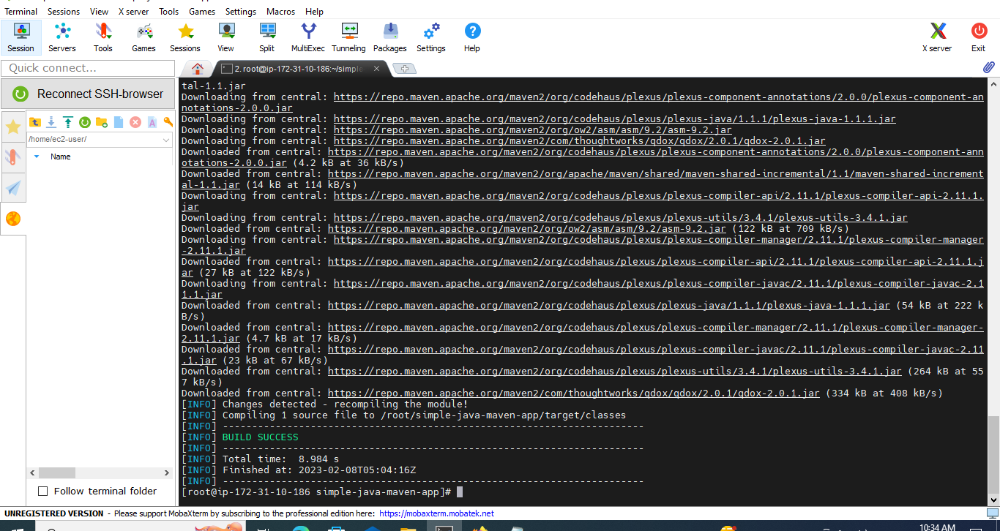 Terminal Sessions View X server Tools Games Settings Macros Help
Session Servers Tools Games Sessions View Split MultiExec Tunneling Packages Settings Help X server Exit
Quick connect...
2. root@ip-172-31-10-186:~/simple
Reconnect SSH-browser
/home/ec2-user/
Name
tal-1.1.jar
Downloading from central: https://repo.maven.apache.org/maven2/org/codehaus/plexus/plexus-component-annotations/2.0.0/plexus-component-an
notations-2.0.0.jar
Downloading from central: https://repo.maven.apache.org/maven2/org/codehaus/plexus/plexus-java/1.1.1/plexus-java-1.1.1.jar
Downloading from central: https://repo.maven.apache.org/maven2/org/ow2/asm/asm/9.2/asm-9.2.jar
Downloading from central: https://repo.maven.apache.org/maven2/com/thoughtworks/qdox/qdox/2.0.1/qdox-2.0.1.jar
Downloaded from central: https://repo.maven.apache.org/maven2/org/codehaus/plexus/plexus-component-annotations/2.0.0/plexus-component-ann
otations-2.0.0.jar (4.2 kB at 36 kB/s)
Downloaded from central: https://repo.maven.apache.org/maven2/org/apache/maven/shared/maven-shared-incremental/1.1/maven-shared-increment
al-1.1.jar (14 kB at 114 kB/s)
Downloading from central: https://repo.maven.apache.org/maven2/org/codehaus/plexus/plexus-compiler-api/2.11.1/plexus-compiler-api-2.11.1.
jar
Downloading from central: https://repo.maven.apache.org/maven2/org/codehaus/plexus/plexus-utils/3.4.1/plexus-utils-3.4.1.jar
Downloaded from central: https://repo.maven.apache.org/maven2/org/ow2/asm/asm/9.2/asm-9.2.jar (122 kB at 709 kB/s)
Downloading from central: https://repo.maven.apache.org/maven2/org/codehaus/plexus/plexus-compiler-manager/2.11.1/plexus-compiler-manager
-2.11.1.jar
Downloaded from central: https://repo.maven.apache.org/maven2/org/codehaus/plexus/plexus-compiler-api/2.11.1/plexus-compiler-api-2.11.1.j
ar (27 kB at 122 kB/s)
Downloading from central: https://repo.maven.apache.org/maven2/org/codehaus/plexus/plexus-compiler-javac/2.11.1/plexus-compiler-javac-2.1
1.1.jar
Downloaded from central: https://repo.maven.apache.org/maven2/org/codehaus/plexus/plexus-java/1.1.1/plexus-java-1.1.1.jar (54 kB at 222 k
B/s)
Downloaded from central: https://repo.maven.apache.org/maven2/org/codehaus/plexus/plexus-compiler-manager/2.11.1/plexus-compiler-manager-
2.11.1.jar (4.7 kB at 17 kB/s)
Downloaded from central: https://repo.maven.apache.org/maven2/org/codehaus/plexus/plexus-compiler-javac/2.11.1/plexus-compiler-javac-2.11
.1.jar (23 kB at 67 kB/s)
Downloaded from central: https://repo.maven.apache.org/maven2/org/codehaus/plexus/plexus-utils/3.4.1/plexus-utils-3.4.1.jar (264 kB at 55
7 kB/s)
Downloaded from central: https://repo.maven.apache.org/maven2/com/thoughtworks/qdox/qdox/2.0.1/qdox-2.0.1.jar (334 kB at 408 kB/s)
[INFO] Changes detected - recompiling the module!
[INFO] Compiling 1 source file to /root/simple-java-maven-app/target/classes
[INFO] ------------------------------------------------------------------------
[INFO] BUILD SUCCESS
[INFO] ------------------------------------------------------------------------
[INFO] Total time:  8.984 s
[INFO] Finished at: 2023-02-08T05:04:16Z
[INFO] ------------------------------------------------------------------------
[root@ip-172-31-10-186 simple-java-maven-app]#
Follow terminal folder
UNREGISTERED VERSION - Please support MobaXterm by subscribing to the professional edition here: https://mobaxterm.mobatek.net
10:34 AM